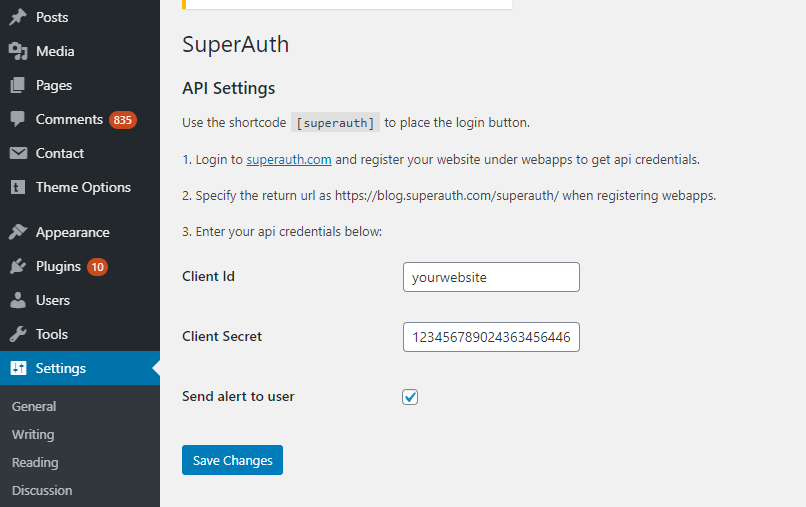 Posts
Media
Pages
Comments 835
Contact
Theme Options
Appearance
Plugins 10
Users
Tools
Settings
General
Writing
Reading
Discussion
SuperAuth
API Settings
Use the shortcode [superauth] to place the login button.
1. Login to superauth.com and register your website under webapps to get api credentials.
2. Specify the return url as https://blog.superauth.com/superauth/ when registering webapps.
3. Enter your api credentials below:
Client Id yourwebsite
Client Secret 123456789024363456446
Send alert to user
Save Changes